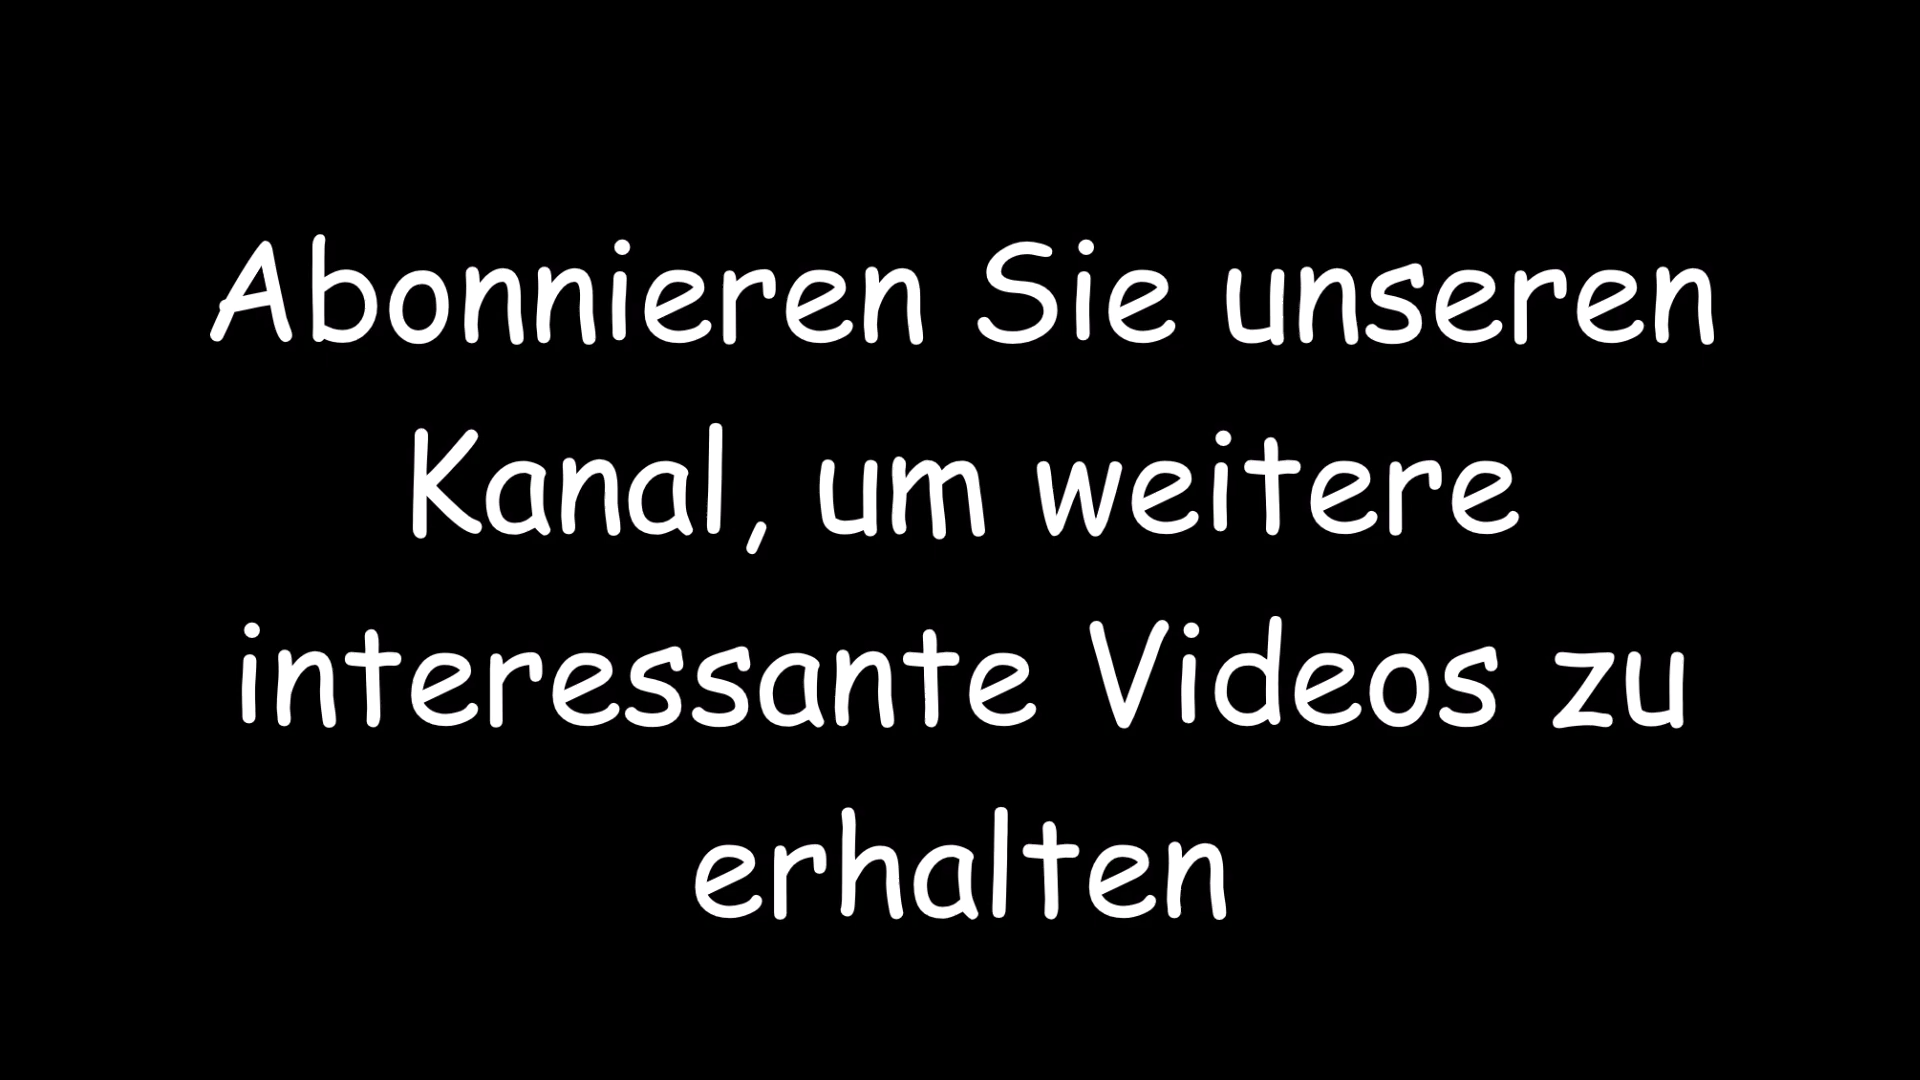 Abonnieren Sie unseren
Kanal, um weitere
interessante Videos zu
erhalten